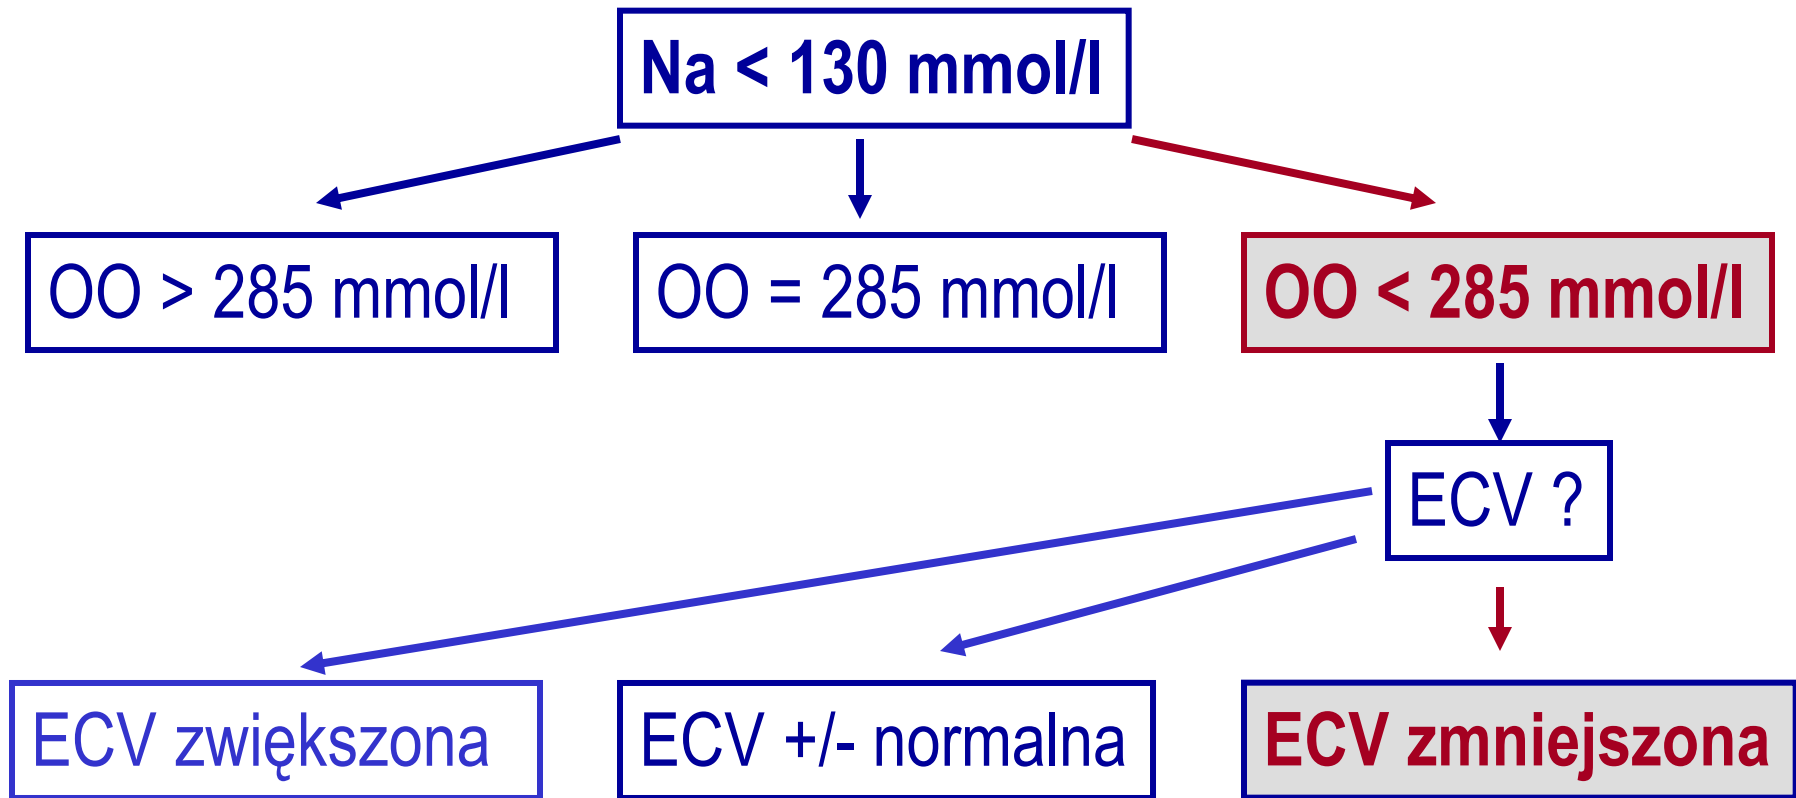 Na < 130 mmol/l
OO > 285 mmol/l
OO = 285 mmol/l
OO < 285 mmol/l
ECV ?
ECV zwiększona
ECV +/- normalna
ECV zmniejszona